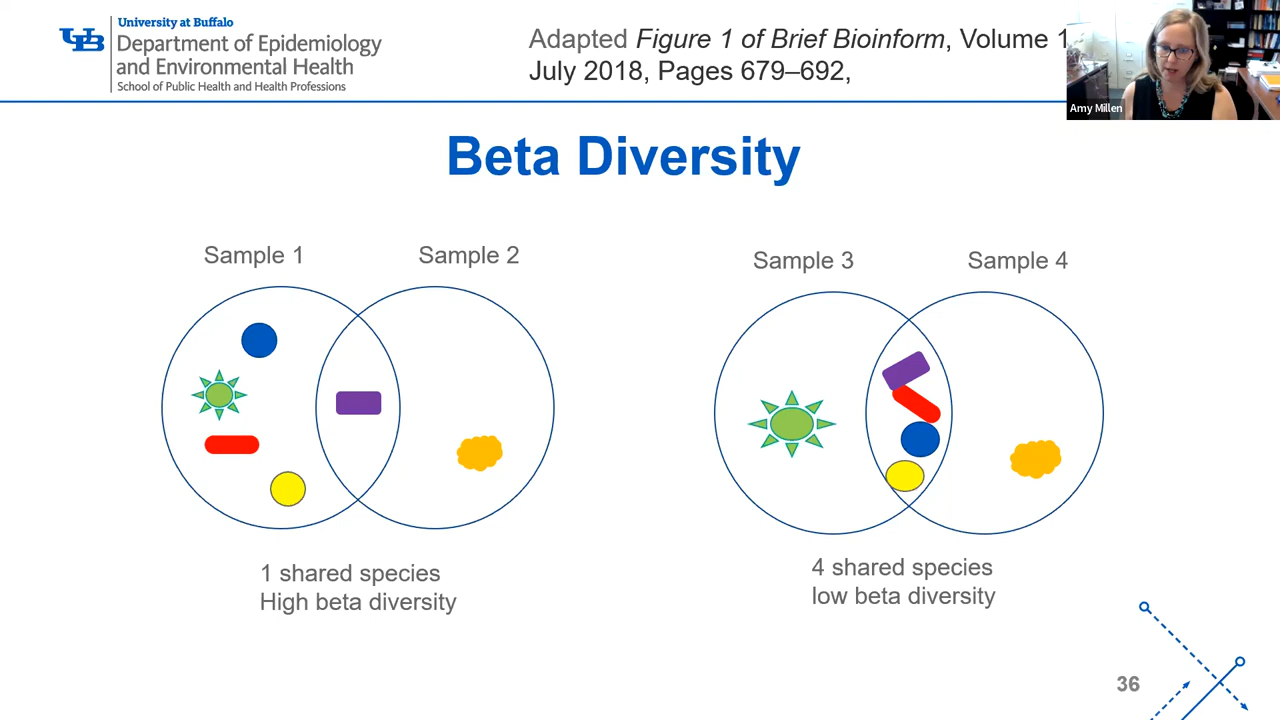 University at Buffalo
Department of Epidemiology
and Environmental Health
School of Public Health and Health Professions
UB
Adapted Figure 1 of Brief Bioinform, Volume 1
July 2018, Pages 679–692,
Amy Millen
Beta Diversity
Sample 1
Sample 2
Sample 3
Sample 4
1 shared species
High beta diversity
4 shared species
low beta diversity
36